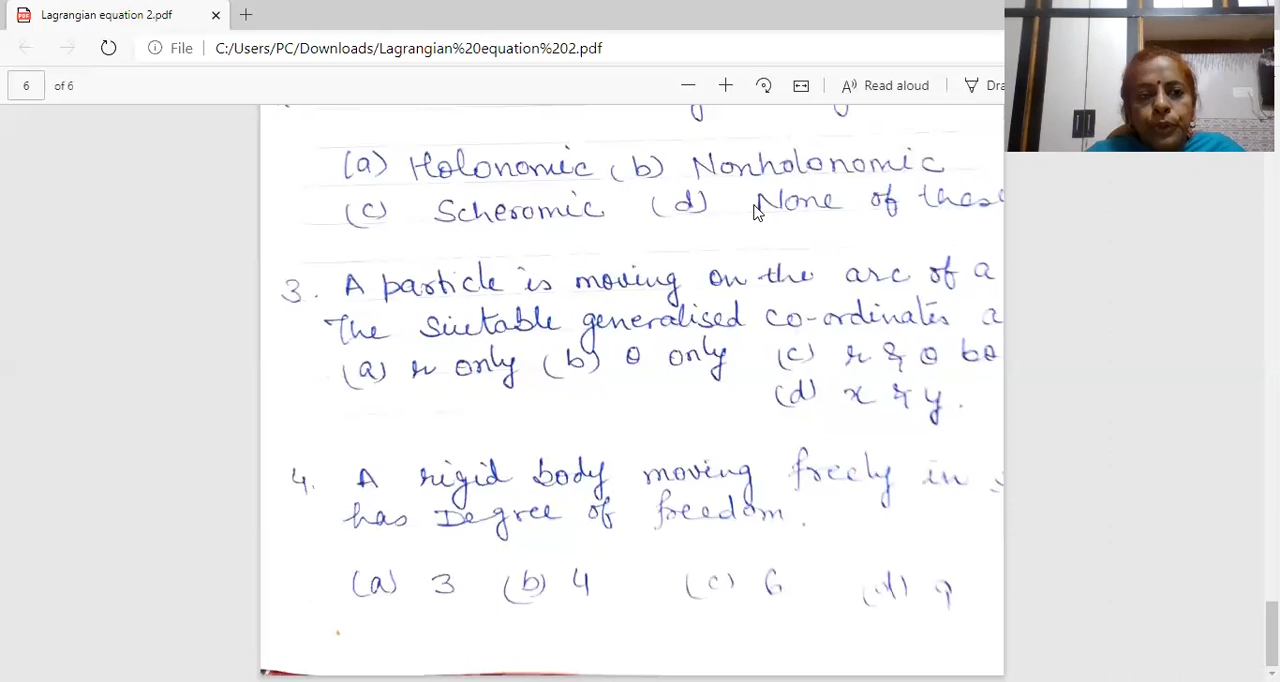 Lagrangian equation 2.pdf
File C:/Users/PC/Downloads/Lagrangian%20equation%202.pdf
6 of 6 Read aloud Dra
(a) Holonomic (b) Nonholonomic
(c) Scheromic (d) None of these
3. A particle is moving on the arc of a
The suetable generalised co-ordinates a
(a) r only (b) θ only (c) r & θ bo
(d) x & y.
4. A rigid body moving freely in
has Degree of freedom.
(a) 3 (b) 4 (c) 6 (d)